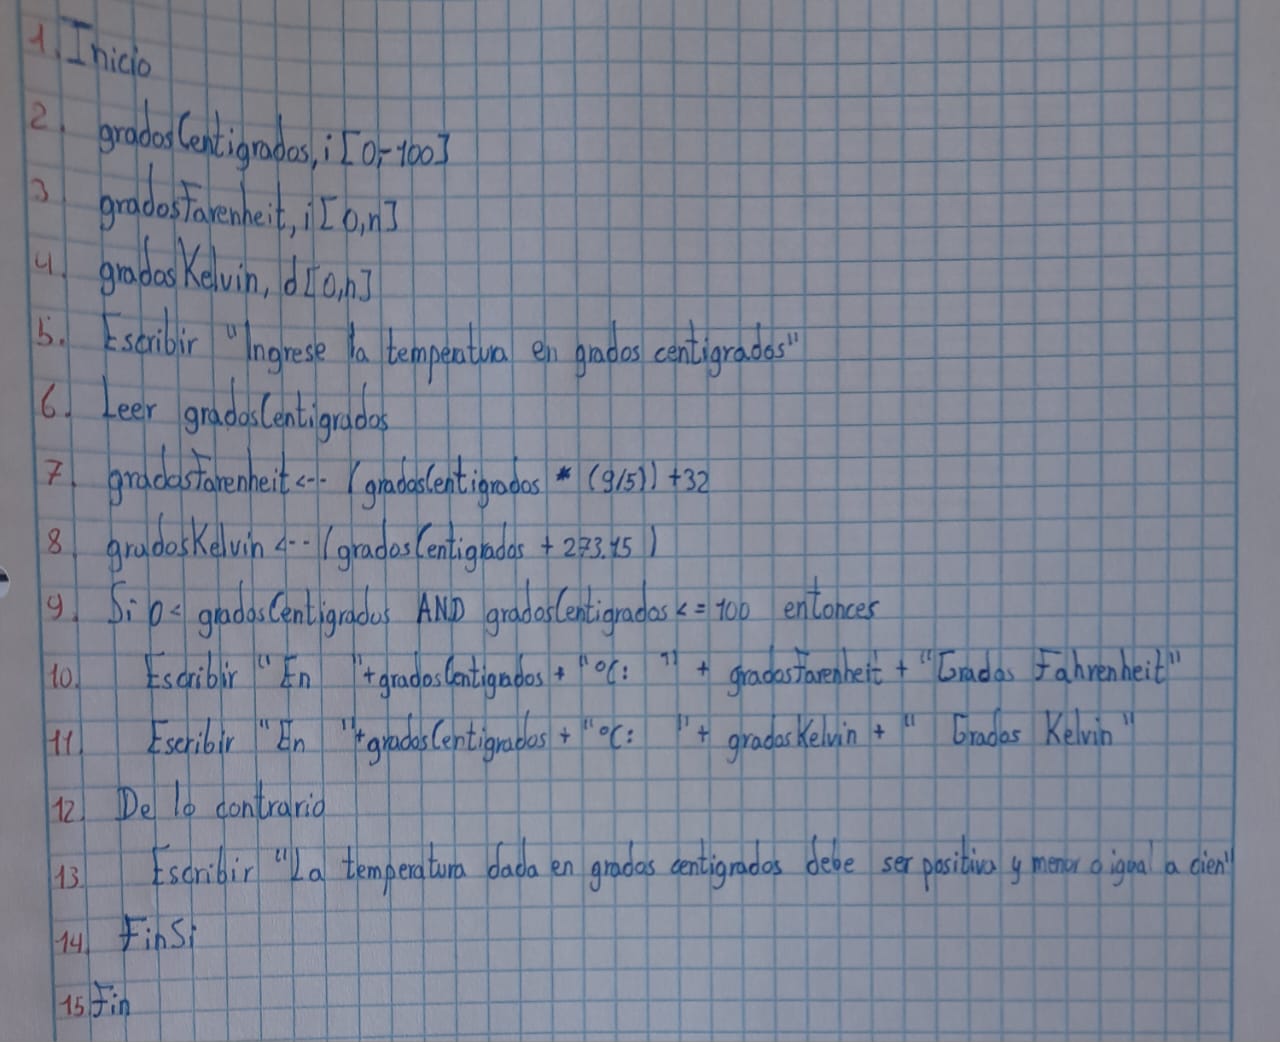 1. Inicio
2. gradosCentigrados, i [0,-100]
3 gradosFarenheit, i [0,n]
4. gradosKelvin, d [0,n]
5. Escribir "Ingrese la temperatura en grados centigrados"
6. Leer gradosCentigrados
7. gradosFarenheit <-- (gradosCentigrados * (9/5)) +32
8. gradosKelvin <-- (gradosCentigrados + 273.15)
9. Si 0< gradosCentigrados AND gradosCentigrados <= 100 entonces
10. Escribir "En "+gradosCentigrados + "°C: " + gradosFarenheit + "Grados Fahrenheit"
11. Escribir "En "+gradosCentigrados + "°C: "+ gradosKelvin + " Grados Kelvin"
12. De lo contrario
13. Escribir "La temperatura dada en grados centigrados debe ser positiva y menor o igual a cien"
14. FinSi
15. Fin